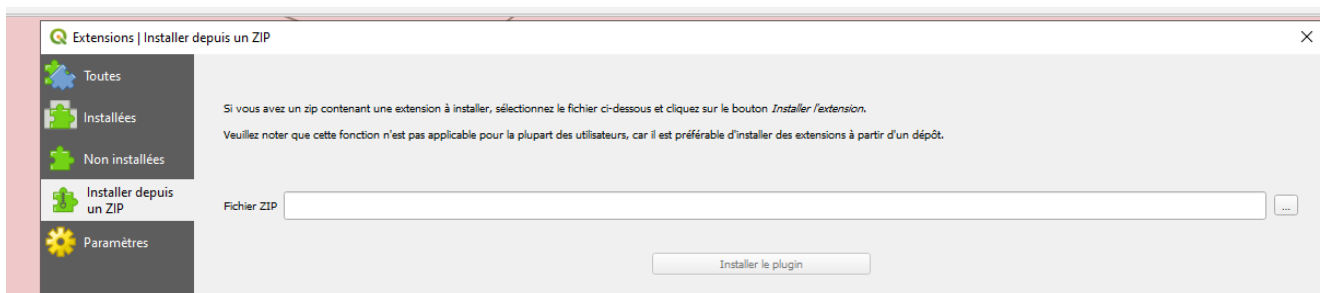 Extensions | Installer depuis un ZIP
Toutes
Installées
Non installées
Installer depuis
un ZIP
Paramètres
Si vous avez un zip contenant une extension à installer, sélectionnez le fichier ci-dessous et cliquez sur le bouton Installer l'extension.
Veuillez noter que cette fonction n'est pas applicable pour la plupart des utilisateurs, car il est préférable d'installer des extensions à partir d'un dépôt.
Fichier ZIP
...
Installer le plugin